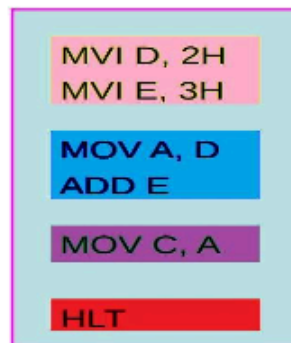 MVI D, 2H
MVI E, 3H
MOV A, D
ADD E
MOV C, A
HLT